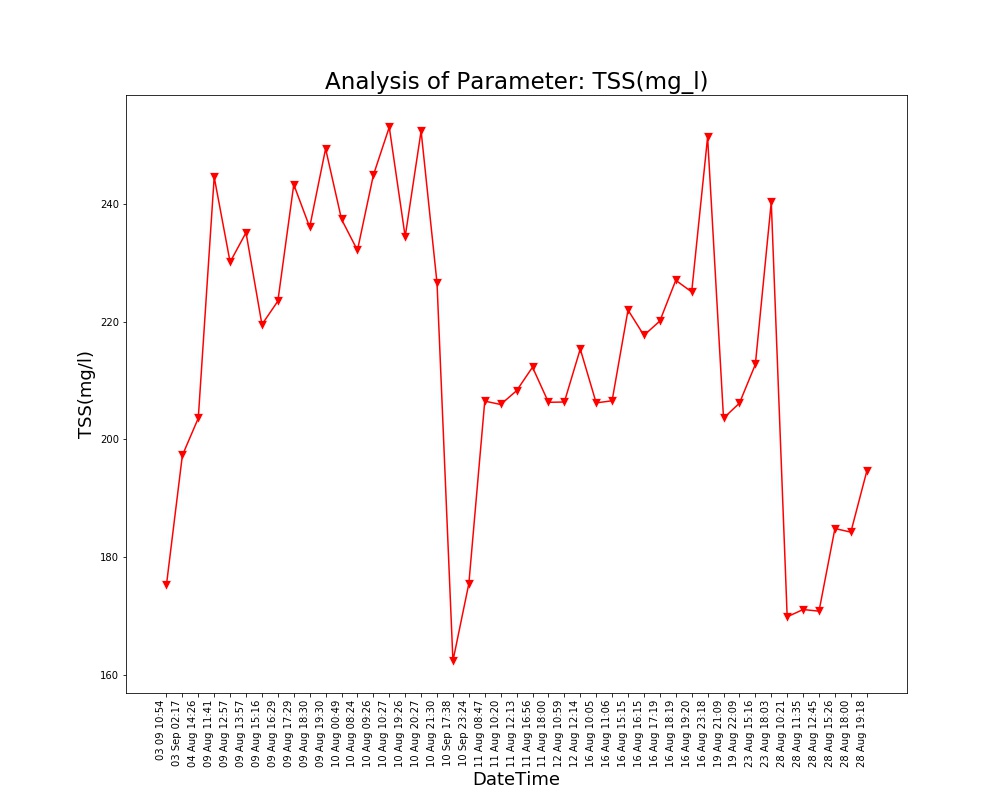 Analysis of Parameter: TSS(mg_l)
TSS(mg/l)
240
220
200
180
160
03 09 10:54
03 Sep 02:17
04 Aug 14:26
09 Aug 11:41
09 Aug 12:57
09 Aug 13:57
09 Aug 15:16
09 Aug 16:29
09 Aug 17:29
09 Aug 18:30
09 Aug 19:30
10 Aug 00:49
10 Aug 08:24
10 Aug 09:26
10 Aug 10:27
10 Aug 19:26
10 Aug 20:27
10 Aug 21:30
10 Sep 17:38
10 Sep 23:24
11 Aug 08:47
11 Aug 10:20
11 Aug 12:13
11 Aug 16:56
11 Aug 18:00
12 Aug 10:59
12 Aug 12:14
16 Aug 10:05
16 Aug 11:06
16 Aug 15:15
16 Aug 16:15
16 Aug 17:19
16 Aug 18:19
16 Aug 19:20
16 Aug 23:18
19 Aug 21:09
19 Aug 22:09
23 Aug 15:16
23 Aug 18:03
28 Aug 10:21
28 Aug 11:35
28 Aug 12:45
28 Aug 15:26
28 Aug 18:00
28 Aug 19:18
DateTime